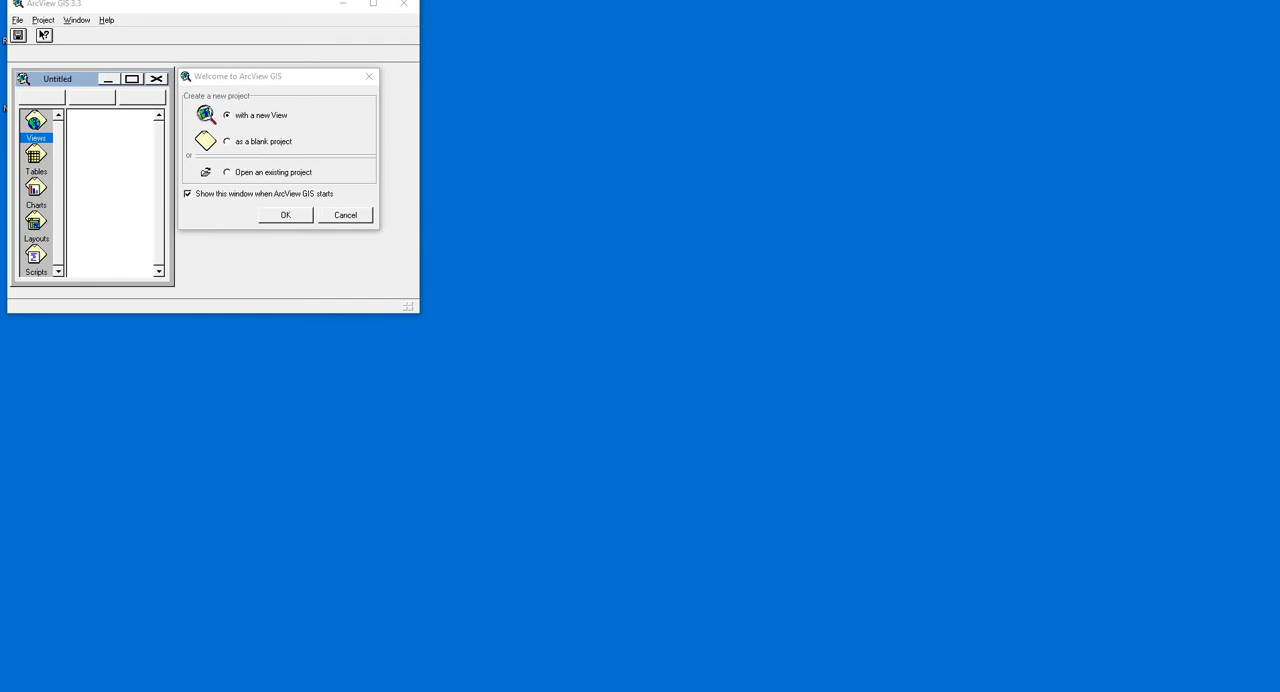 ArcView GIS 3.3
File Project Window Help
Untitled
Views
Tables
Charts
Layouts
Scripts
Welcome to ArcView GIS
Create a new project
with a new View
as a blank project
or
Open an existing project
Show this window when ArcView GIS starts
OK Cancel